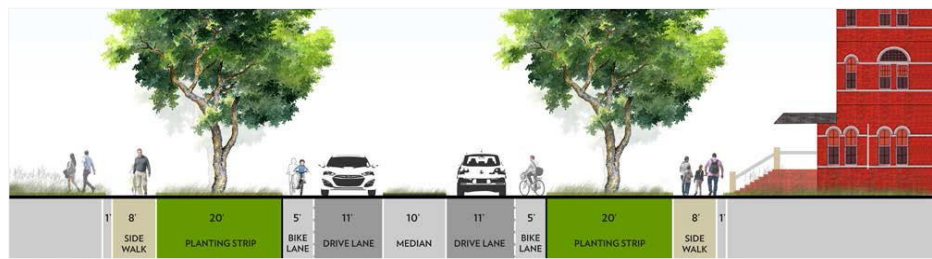 1' 8' 20' 5' 11' 10' 11' 5' 20' 8' 1'
SIDE WALK
PLANTING STRIP
BIKE LANE
DRIVE LANE
MEDIAN
DRIVE LANE
BIKE LANE
PLANTING STRIP
SIDE WALK